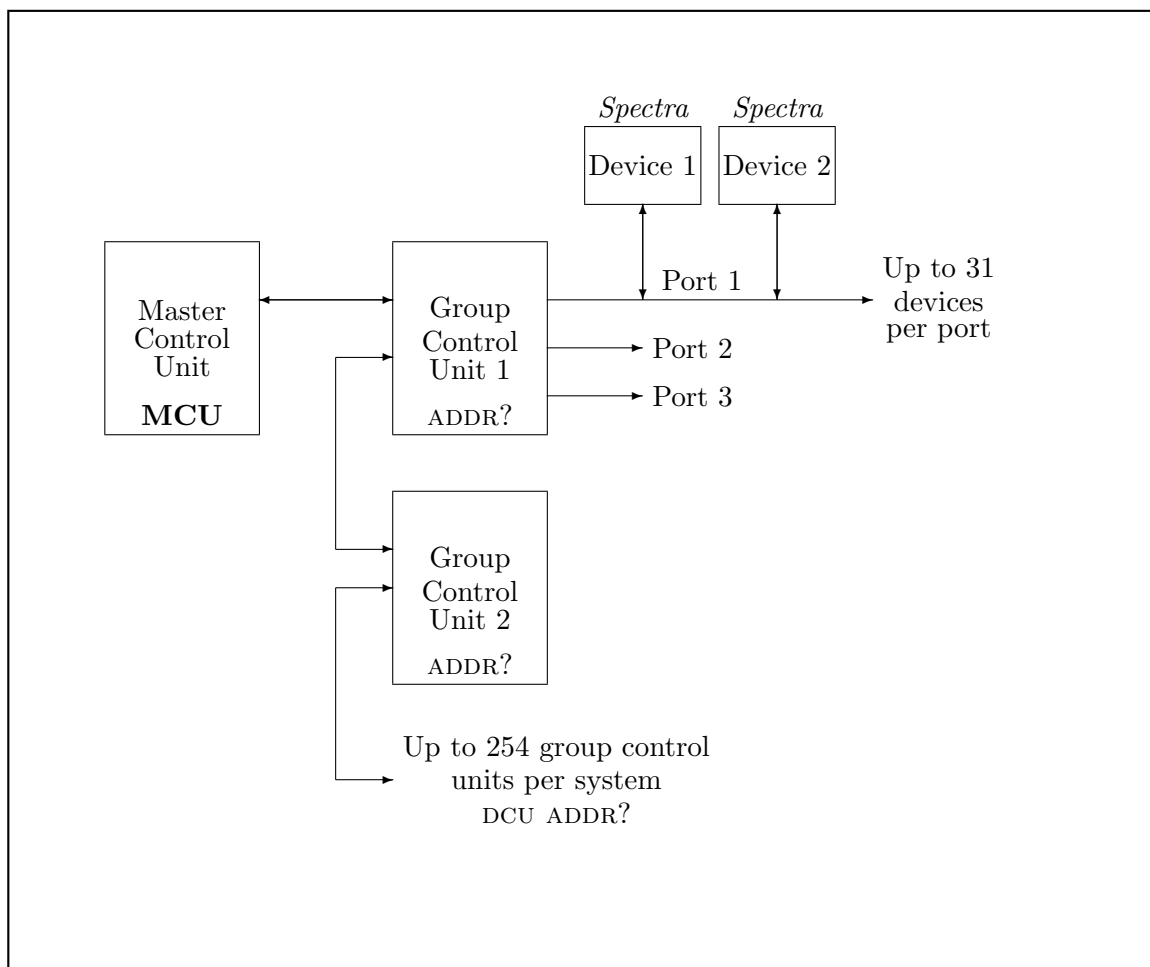 Spectra
Spectra
Device 1
Device 2
Master
Control
Unit
MCU
Group
Control
Unit 1
ADDR?
Port 1
Port 2
Port 3
Up to 31
devices
per port
Group
Control
Unit 2
ADDR?
Up to 254 group control
units per system
DCU ADDR?